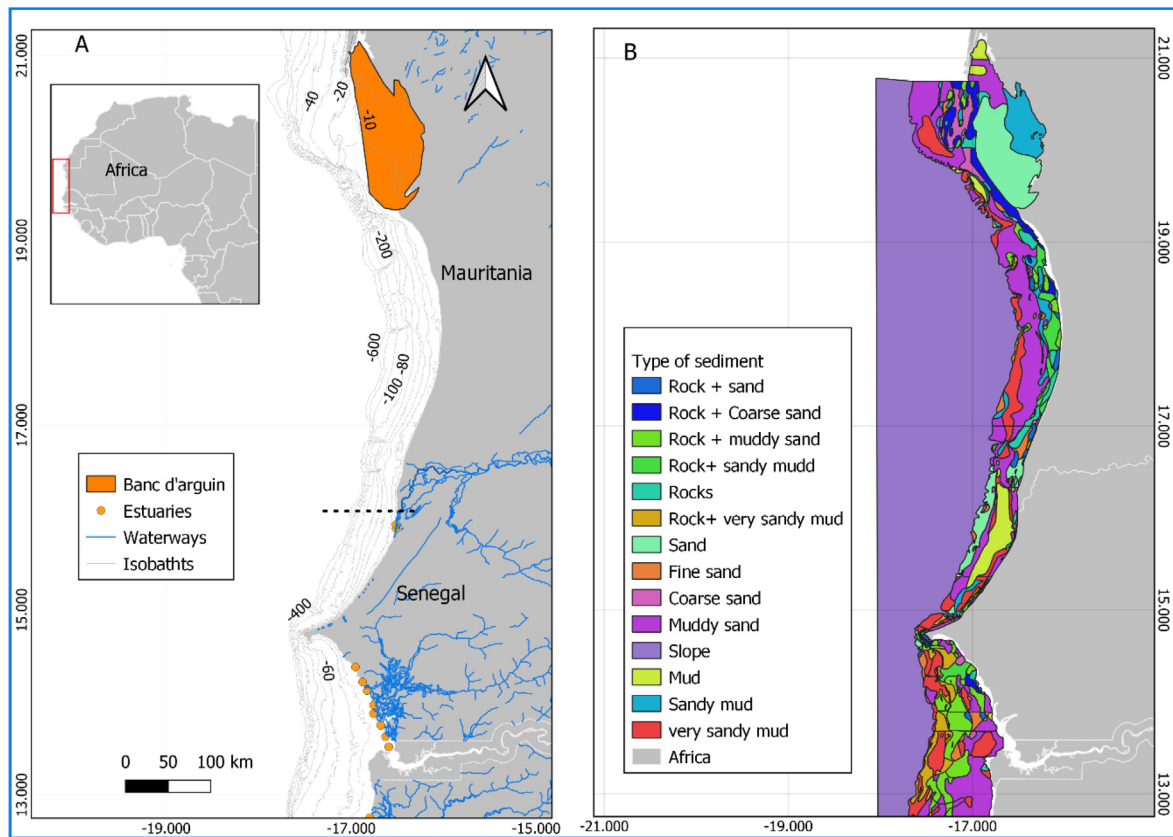 A
21.000
19.000
17.000
15.000
13.000
Africa
-40
-20
-10
-200
Mauritania
-600
-80
-100
Banc d'arguin
Estuaries
Waterways
Isobathts
-400
Senegal
-60
0 50 100 km
-19.000 -17.000 -15.000
B
21.000
19.000
17.000
15.000
13.000
Type of sediment
Rock + sand
Rock + Coarse sand
Rock + muddy sand
Rock+ sandy mudd
Rocks
Rock+ very sandy mud
Sand
Fine sand
Coarse sand
Muddy sand
Slope
Mud
Sandy mud
very sandy mud
Africa
-21.000 -19.000 -17.000